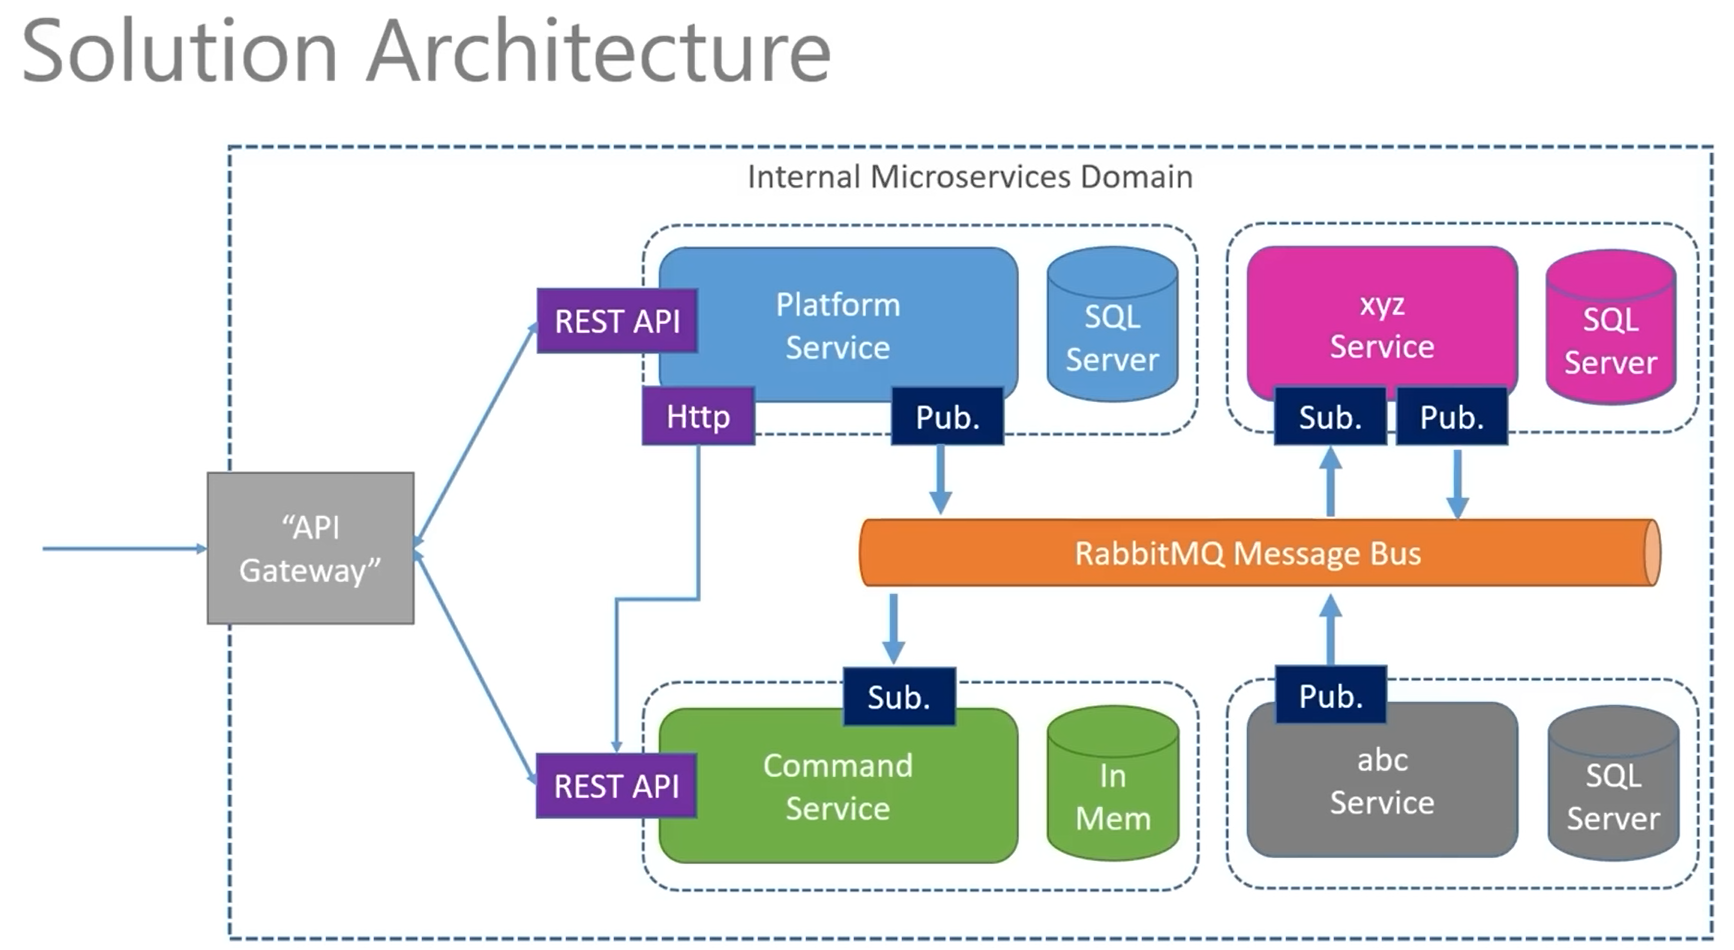 Solution Architecture
Internal Microservices Domain
REST API
Platform
Service
SQL
Server
xyz
Service
SQL
Server
Http
Pub.
Sub.
Pub.
“API
Gateway”
RabbitMQ Message Bus
Sub.
Pub.
REST API
Command
Service
In
Mem
abc
Service
SQL
Server